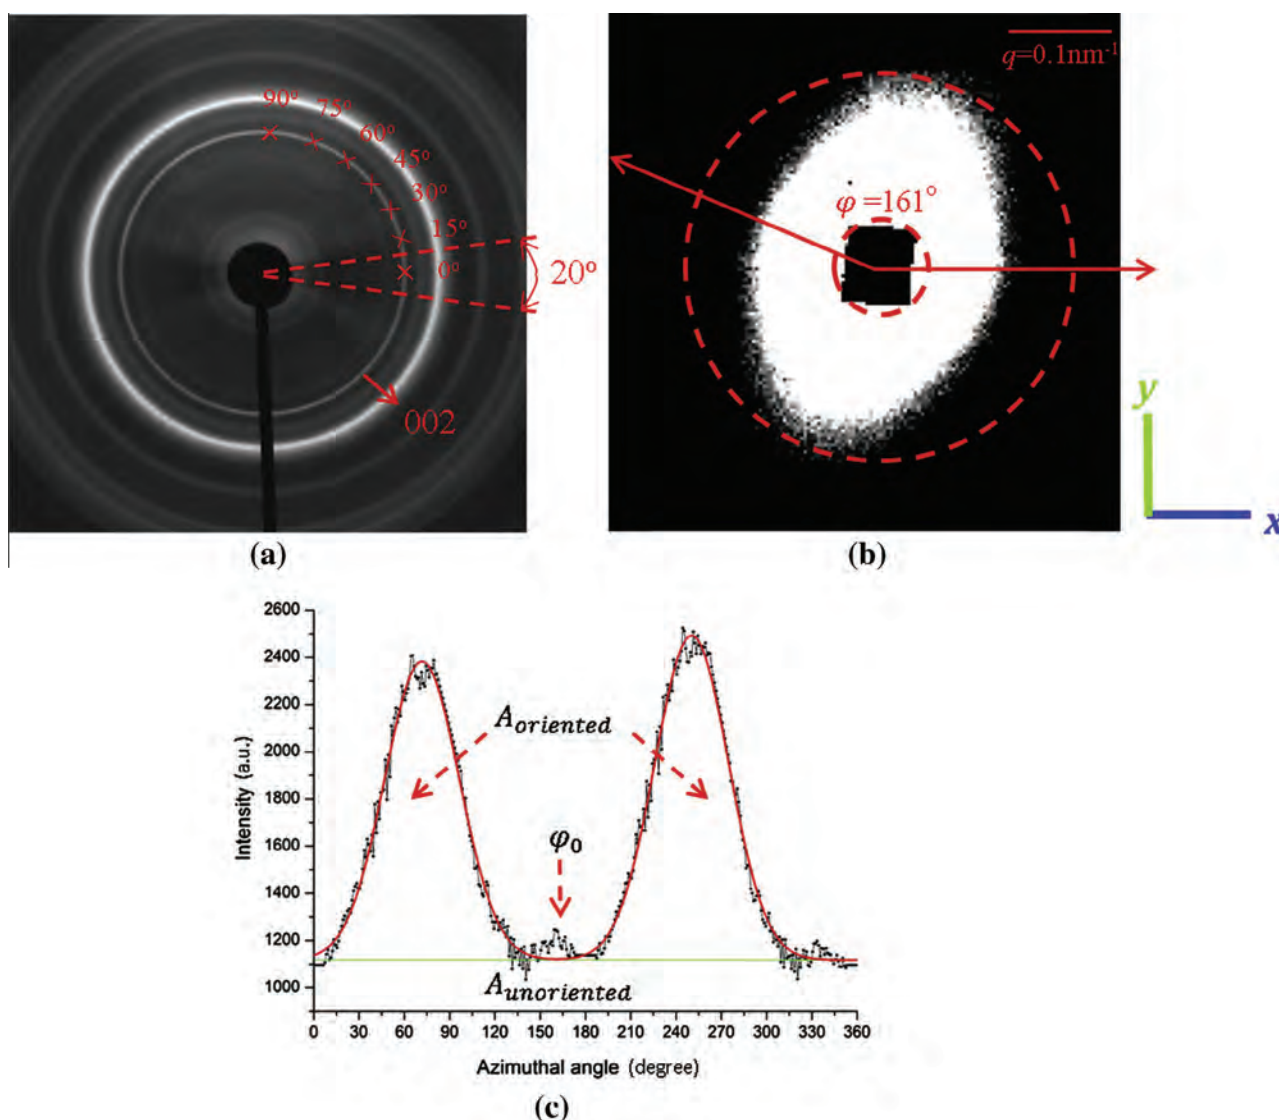 90°
75°
60°
45°
30°
15°
0°
20°
002
(a)
q=0.1nm⁻¹
φ =161°
y
x
(b)
2600
2400
2200
2000
1800
1600
1400
1200
1000
Intensity (a.u.)
A_oriented
φ₀
A_unoriented
0 30 60 90 120 150 180 210 240 270 300 330 360
Azimuthal angle (degree)
(c)